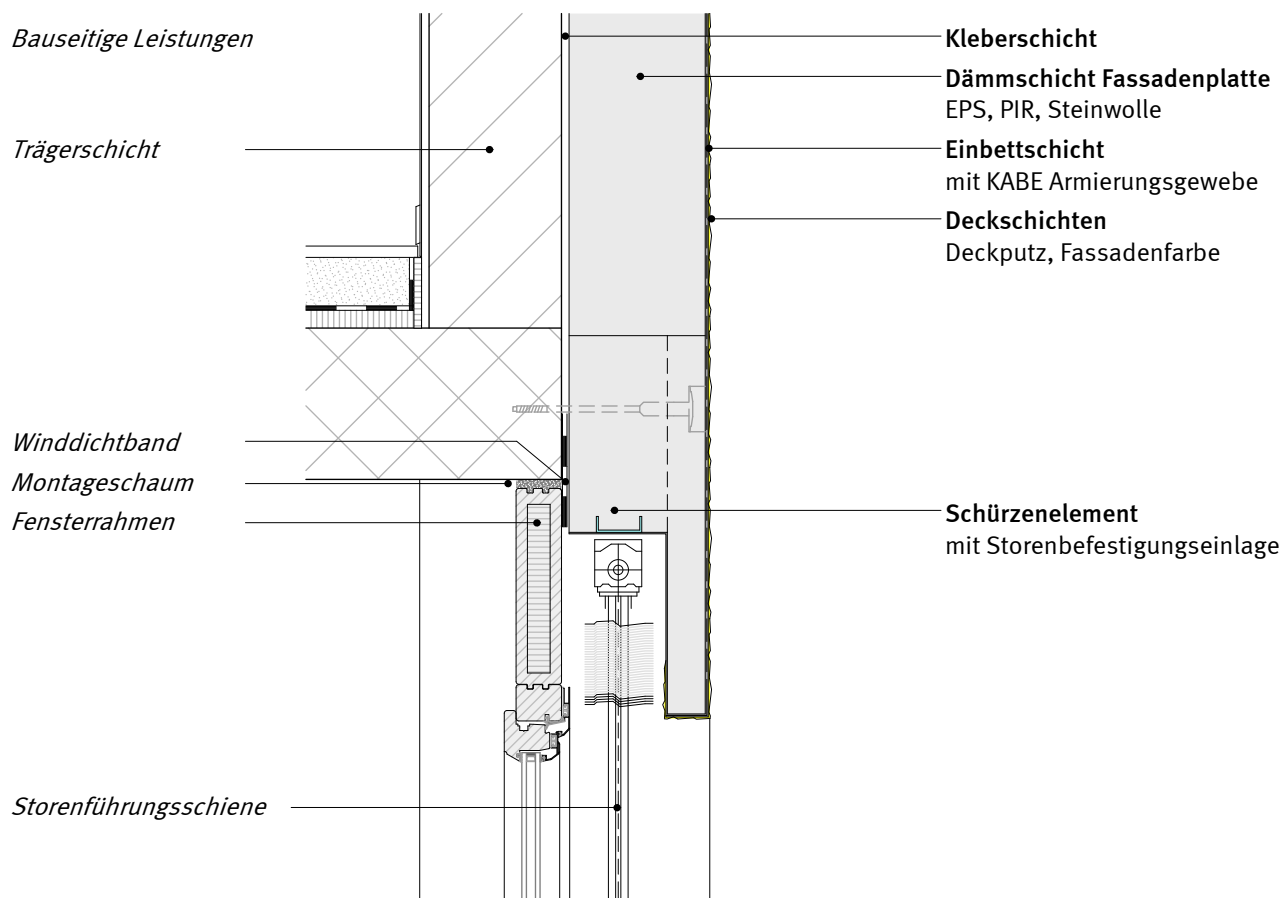 Bauseitige Leistungen
Trägerschicht
Winddichtband
Montageschaum
Fensterrahmen
Storenführungsschiene
Kleberschicht
Dämmschicht Fassadenplatte
EPS, PIR, Steinwolle
Einbettschicht
mit KABE Armierungsgewebe
Deckschichten
Deckputz, Fassadenfarbe
Schürzenelement
mit Storenbefestigungseinlage